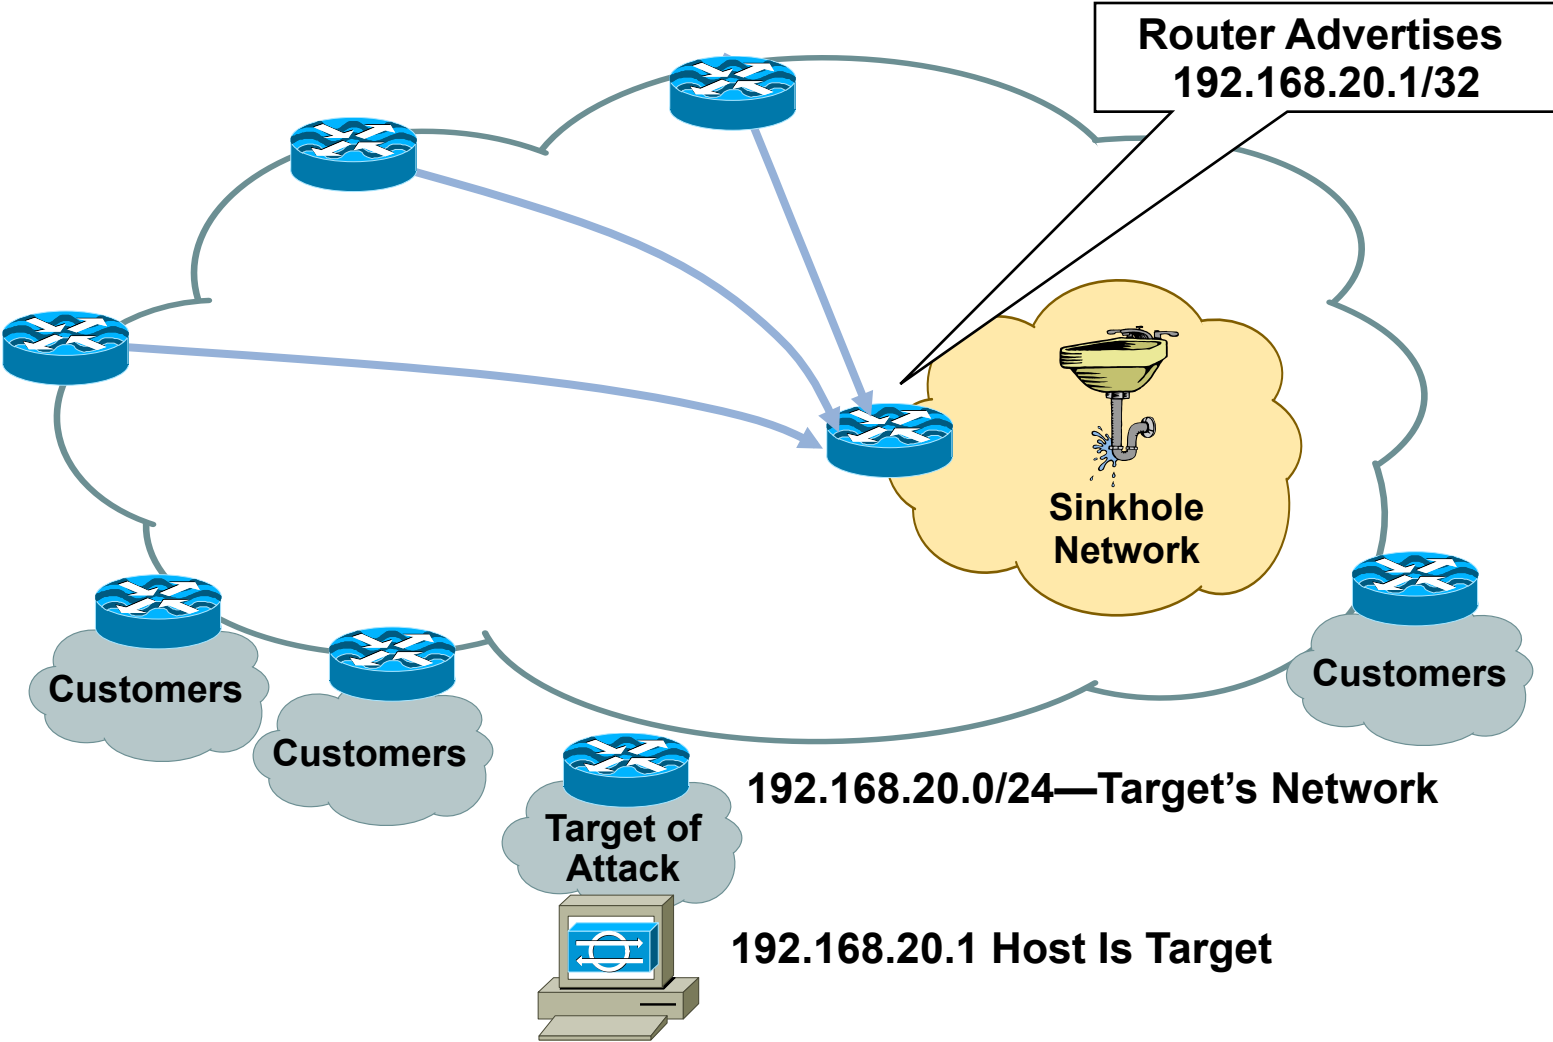 Router Advertises
192.168.20.1/32
Sinkhole
Network
Customers
Customers
Customers
192.168.20.0/24—Target’s Network
Target of
Attack
192.168.20.1 Host Is Target